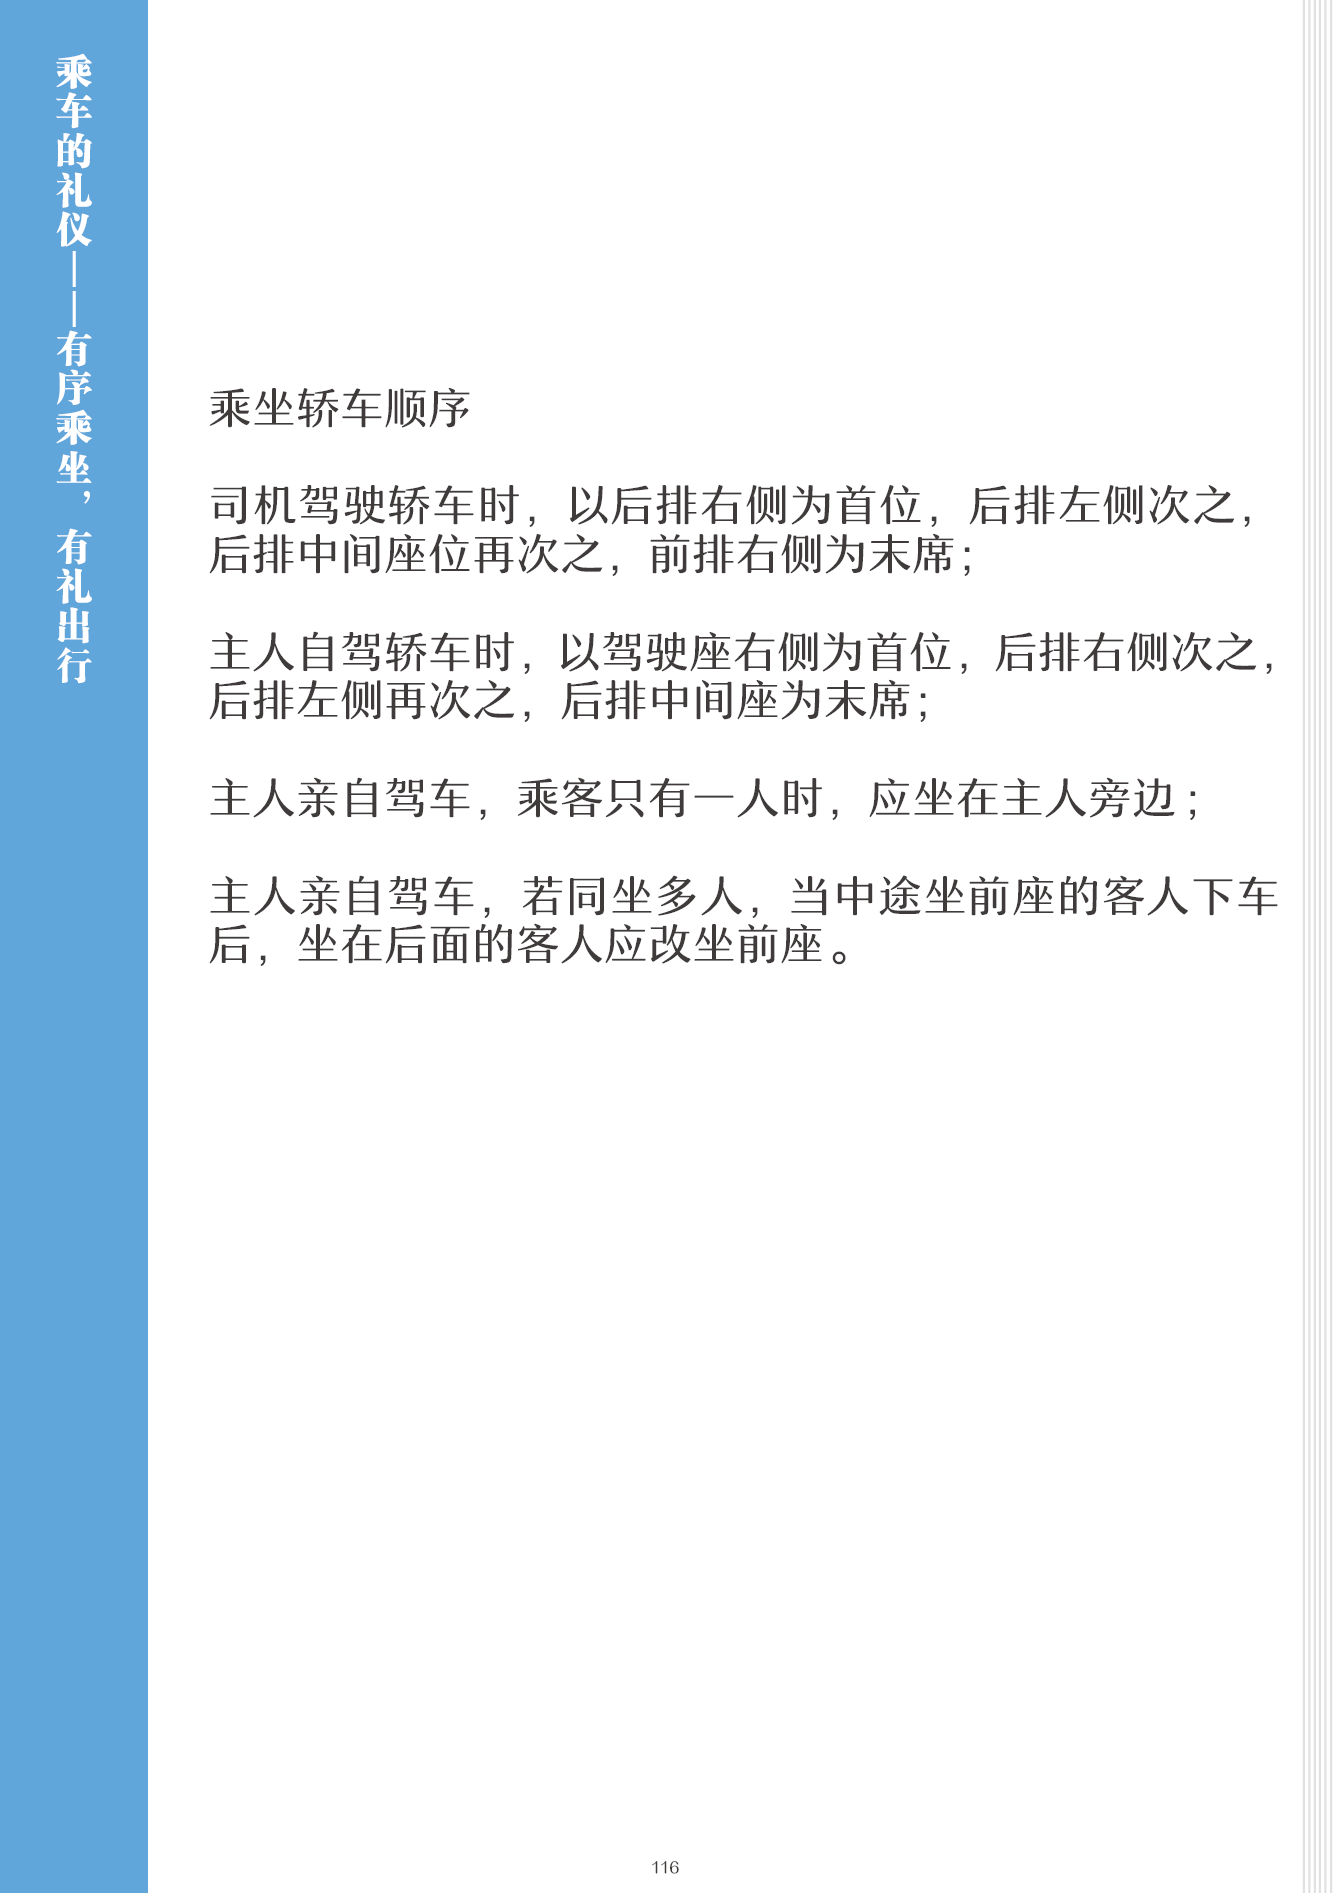 乘车的礼仪——有序乘坐，有礼出行
乘坐轿车顺序
司机驾驶轿车时，以后排右侧为首位，后排左侧次之，
后排中间座位再次之，前排右侧为末席；
主人自驾轿车时，以驾驶座右侧为首位，后排右侧次之，
后排左侧再次之，后排中间座为末席；
主人亲自驾车，乘客只有一人时，应坐在主人旁边；
主人亲自驾车，若同坐多人，当中途坐前座的客人下车
后，坐在后面的客人应改坐前座。
116